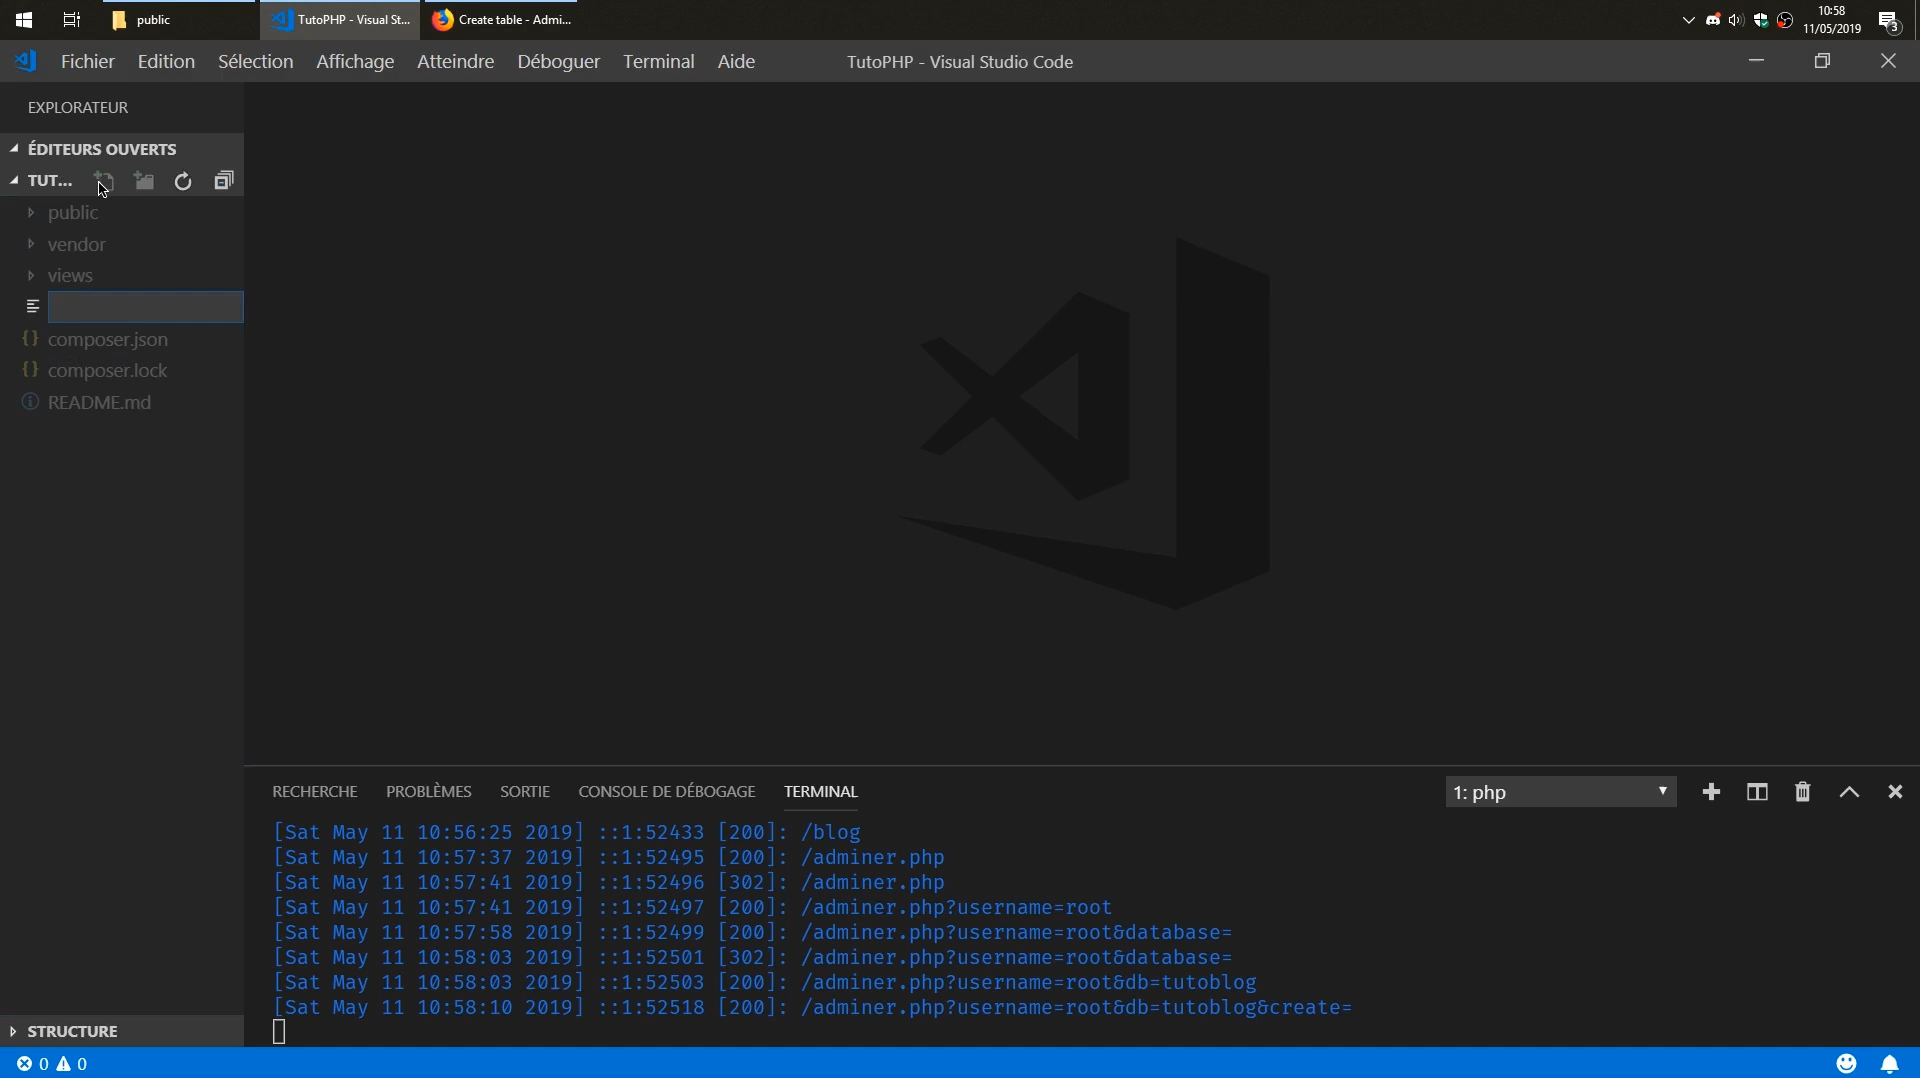 public
TutoPHP - Visual St...
Create table - Admi...
10:58
11/05/2019
3
Fichier Edition Sélection Affichage Atteindre Déboguer Terminal Aide
TutoPHP - Visual Studio Code
EXPLORATEUR
ÉDITEURS OUVERTS
TUT...
public
vendor
views
{} composer.json
{} composer.lock
README.md
RECHERCHE PROBLÈMES SORTIE CONSOLE DE DÉBOGAGE TERMINAL
1: php
[Sat May 11 10:56:25 2019] ::1:52433 [200]: /blog
[Sat May 11 10:57:37 2019] ::1:52495 [200]: /adminer.php
[Sat May 11 10:57:41 2019] ::1:52496 [302]: /adminer.php
[Sat May 11 10:57:41 2019] ::1:52497 [200]: /adminer.php?username=root
[Sat May 11 10:57:58 2019] ::1:52499 [200]: /adminer.php?username=root&database=
[Sat May 11 10:58:03 2019] ::1:52501 [302]: /adminer.php?username=root&database=
[Sat May 11 10:58:03 2019] ::1:52503 [200]: /adminer.php?username=root&db=tutoblog
[Sat May 11 10:58:10 2019] ::1:52518 [200]: /adminer.php?username=root&db=tutoblog&create=
STRUCTURE
0 0